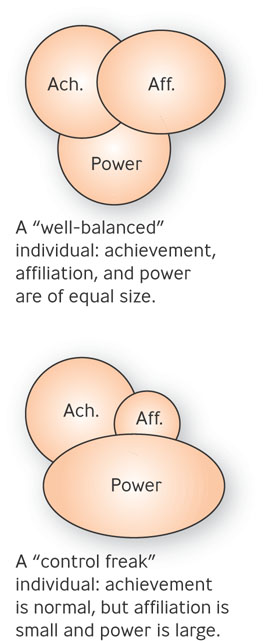 Ach. Aff.
Power
A “well-balanced”
individual: achievement,
affiliation, and power
are of equal size.
Ach. Aff.
Power
A “control freak”
individual: achievement
is normal, but affiliation is
small and power is large.